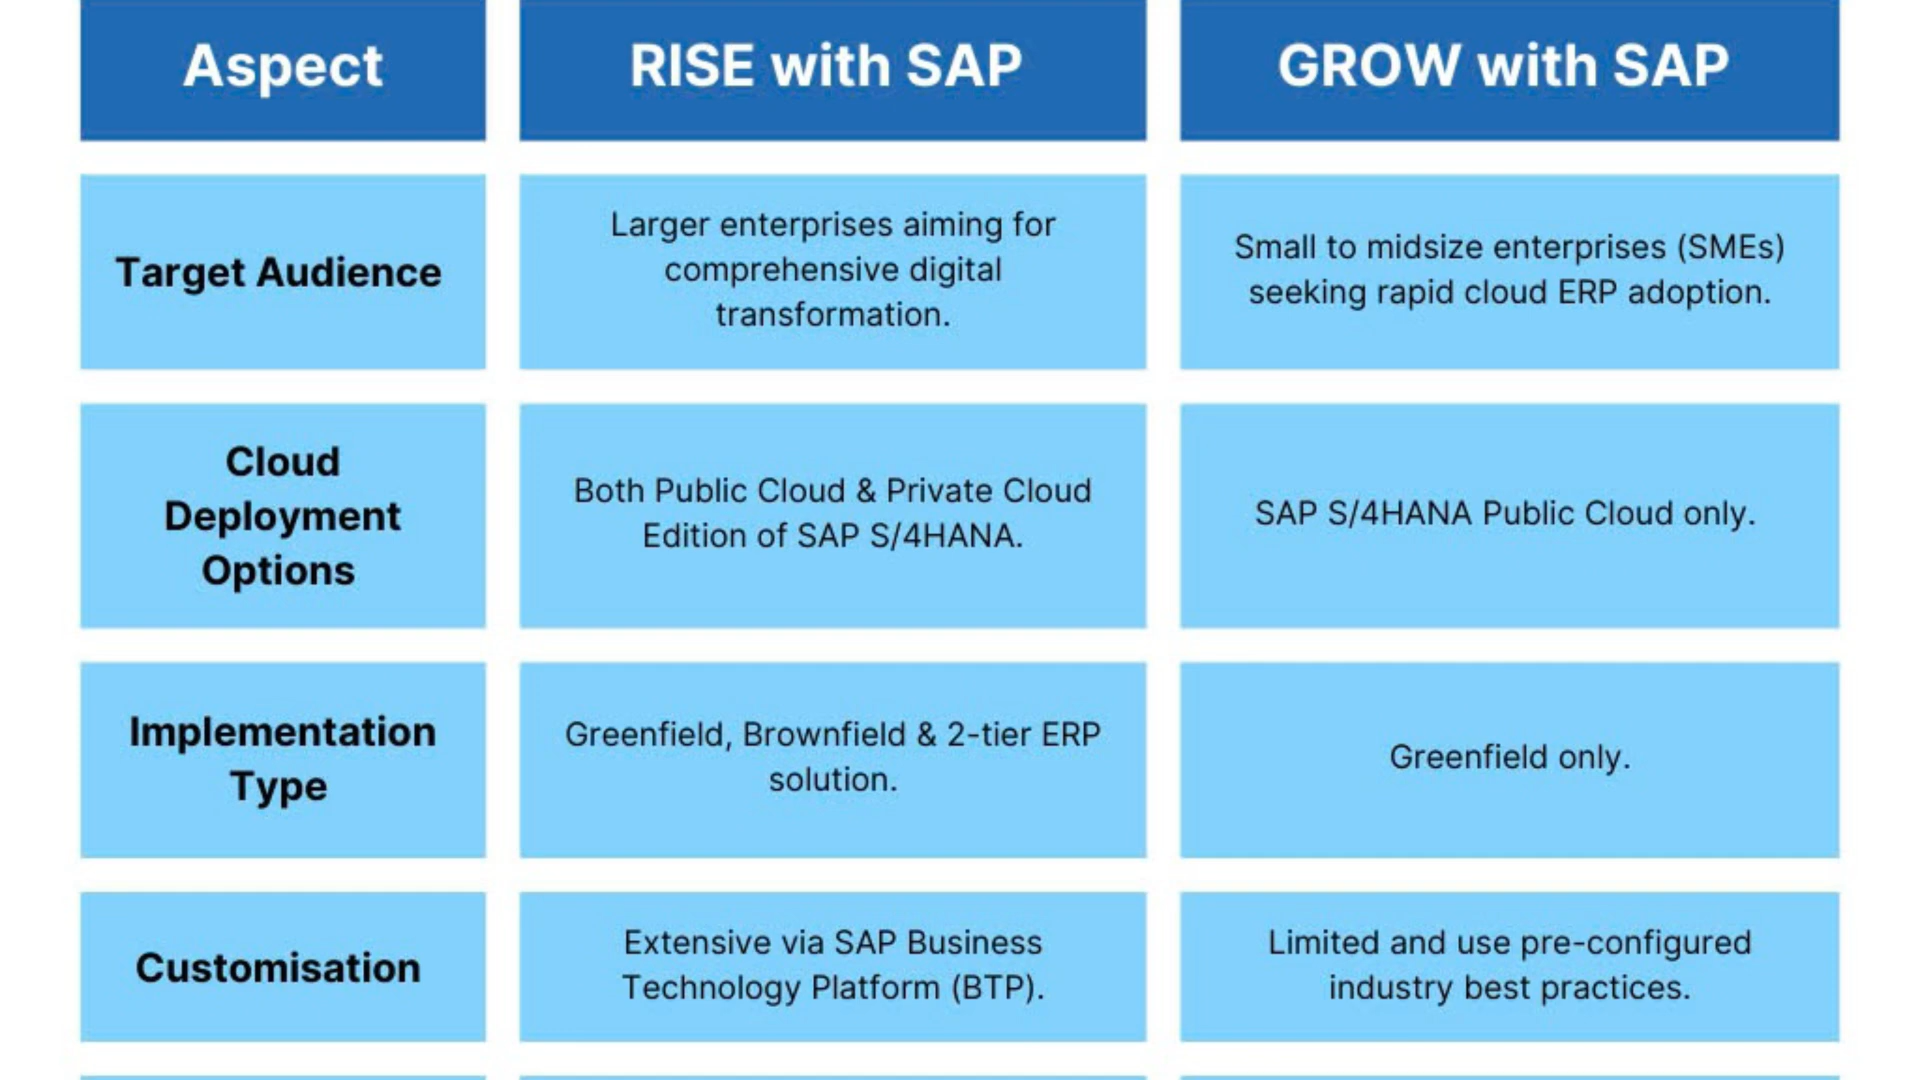 Aspect
RISE with SAP
GROW with SAP
Target Audience
Larger enterprises aiming for
comprehensive digital
transformation.
Small to midsize enterprises (SMEs)
seeking rapid cloud ERP adoption.
Cloud
Deployment
Options
Both Public Cloud & Private Cloud
Edition of SAP S/4HANA.
SAP S/4HANA Public Cloud only.
Implementation
Type
Greenfield, Brownfield & 2-tier ERP
solution.
Greenfield only.
Customisation
Extensive via SAP Business
Technology Platform (BTP).
Limited and use pre-configured
industry best practices.